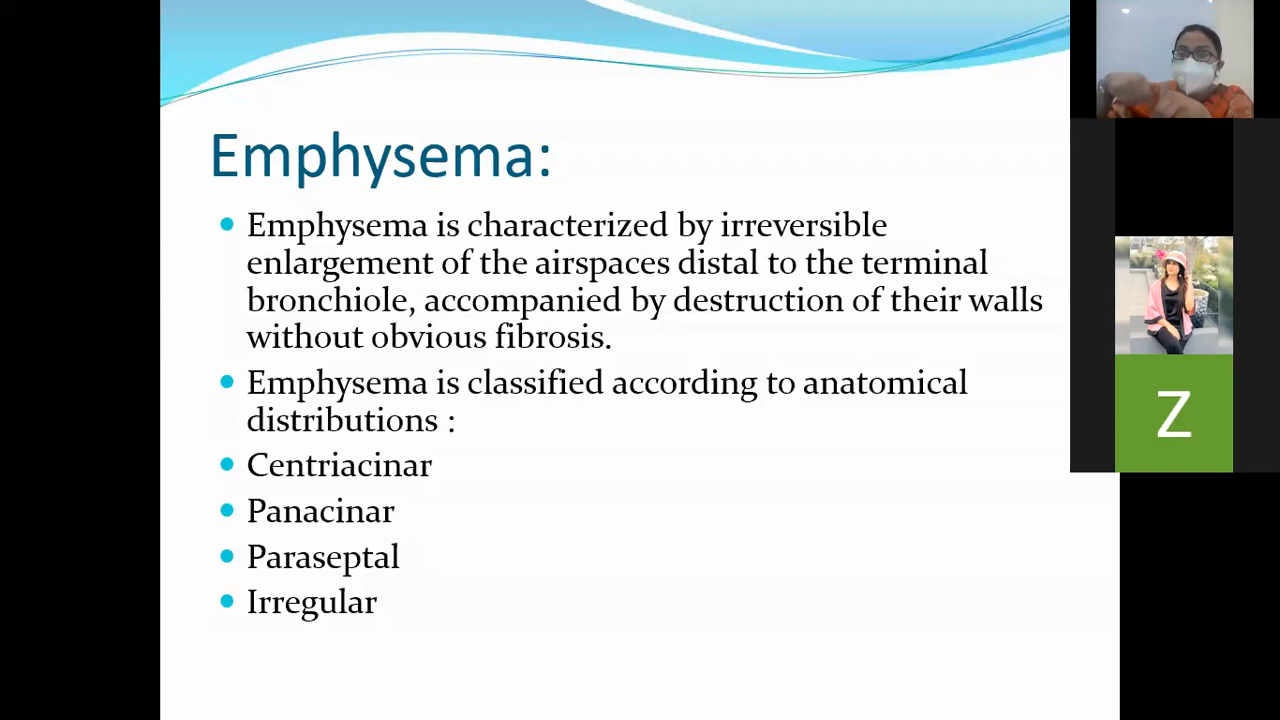 Emphysema:
Emphysema is characterized by irreversible
enlargement of the airspaces distal to the terminal
bronchiole, accompanied by destruction of their walls
without obvious fibrosis.
Emphysema is classified according to anatomical
distributions :
Centriacinar
Panacinar
Paraseptal
Irregular
Z